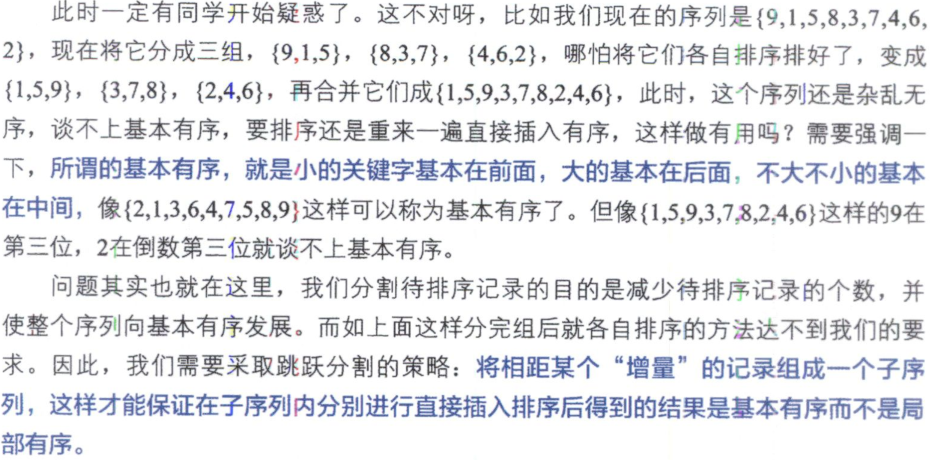 此时一定有同学开始疑惑了。这不对呀，比如我们现在的序列是{9,1,5,8,3,7,4,6,
2}，现在将它分成三组，{9,1,5}，{8,3,7}，{4,6,2}，哪怕将它们各自排序排好了，变成
{1,5,9}，{3,7,8}，{2,4,6}，再合并它们成{1,5,9,3,7,8,2,4,6}，此时，这个序列还是杂乱无
序，谈不上基本有序，要排序还是重来一遍直接插入有序，这样做有用吗？需要强调一
下，所谓的基本有序，就是小的关键字基本在前面，大的基本在后面，不大不小的基本
在中间，像{2,1,3,6,4,7,5,8,9}这样可以称为基本有序了。但像{1,5,9,3,7,8,2,4,6}这样的9在
第三位，2在倒数第三位就谈不上基本有序。
问题其实也就在这里，我们分割待排序记录的目的是减少待排序记录的个数，并
使整个序列向基本有序发展。而如上面这样分完组后就各自排序的方法达不到我们的要
求。因此，我们需要采取跳跃分割的策略：将相距某个“增量”的记录组成一个子序
列，这样才能保证在子序列内分别进行直接插入排序后得到的结果是基本有序而不是局
部有序。